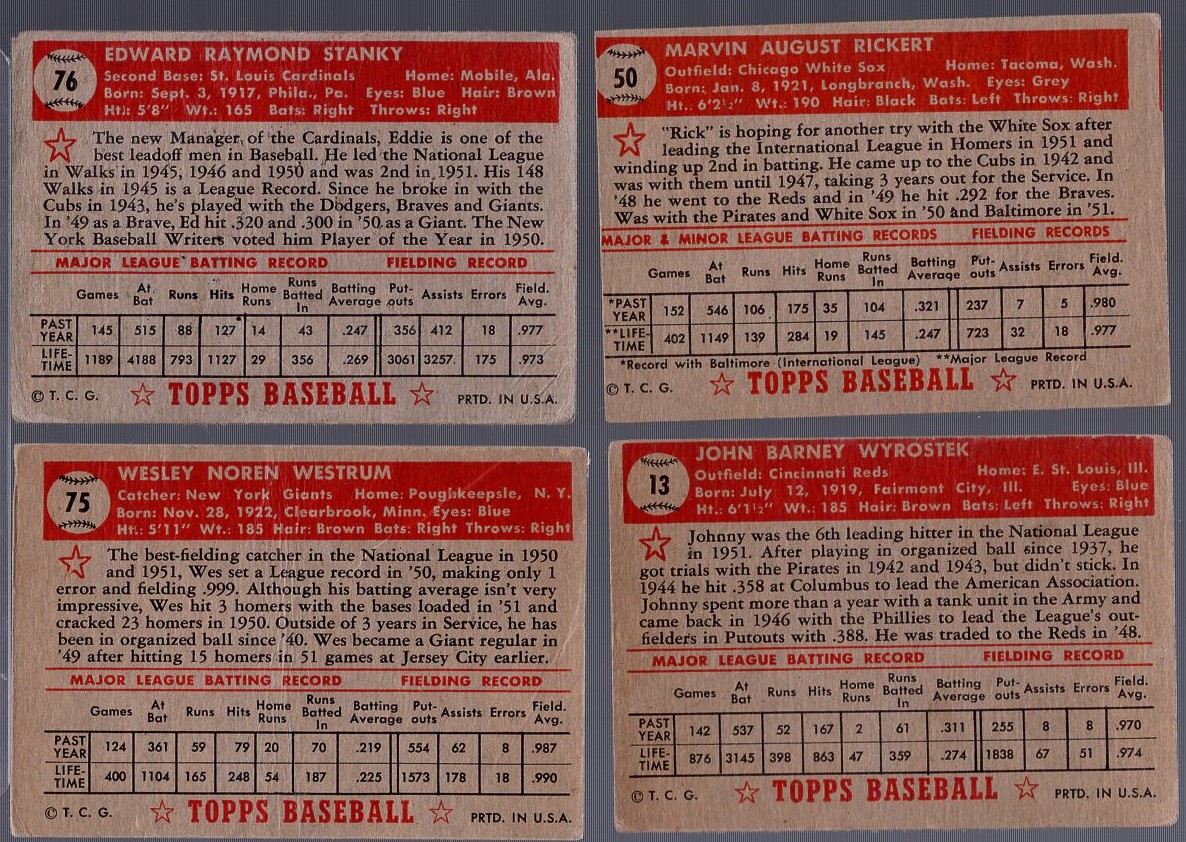 76
EDWARD RAYMOND STANKY
Second Base: St. Louis Cardinals Home: Mobile, Ala.
Born: Sept. 3, 1917, Phila., Pa. Eyes: Blue Hair: Brown
Ht.: 5'8" Wt.: 165 Bats: Right Throws: Right
The new Manager, of the Cardinals, Eddie is one of the
best leadoff men in Baseball. He led the National League
in Walks in 1945, 1946 and 1950 and was 2nd in 1951. His 148
Walks in 1945 is a League Record. Since he broke in with the
Cubs in 1943, he's played with the Dodgers, Braves and Giants.
In '49 as a Brave, Ed hit .320 and .300 in '50 as a Giant. The New
York Baseball Writers voted him Player of the Year in 1950.
MAJOR LEAGUE BATTING RECORD FIELDING RECORD
Games At Bat Runs Hits Home Runs Runs Batted In Batting Average Put-outs Assists Errors Field. Avg.
PAST YEAR 145 515 88 127 14 43 .247 356 412 18 .977
LIFE-TIME 1189 4188 793 1127 29 356 .269 3061 3257 175 .973
© T. C. G. TOPPS BASEBALL PRTD. IN U.S.A.
50
MARVIN AUGUST RICKERT
Outfield: Chicago White Sox Home: Tacoma, Wash.
Born: Jan. 8, 1921, Longbranch, Wash. Eyes: Grey
Ht.: 6'2½" Wt.: 190 Hair: Black Bats: Left Throws: Right
"Rick" is hoping for another try with the White Sox after
leading the International League in Homers in 1951 and
winding up 2nd in batting. He came up to the Cubs in 1942 and
was with them until 1947, taking 3 years out for the Service. In
'48 he went to the Reds and in '49 he hit .292 for the Braves.
Was with the Pirates and White Sox in '50 and Baltimore in '51.
MAJOR & MINOR LEAGUE BATTING RECORDS FIELDING RECORDS
Games At Bat Runs Hits Home Runs Runs Batted In Batting Average Put-outs Assists Errors Field. Avg.
*PAST YEAR 152 546 106 175 35 104 .321 237 7 5 .980
**LIFE-TIME 402 1149 139 284 19 145 .247 723 32 18 .977
*Record with Baltimore (International League) **Major League Record
© T. C. G. TOPPS BASEBALL PRTD. IN U.S.A.
75
WESLEY NOREN WESTRUM
Catcher: New York Giants Home: Poughkeepsle, N. Y.
Born: Nov. 28, 1922, Clearbrook, Minn. Eyes: Blue
Ht.: 5'11" Wt.: 185 Hair: Brown Bats: Right Throws: Right
The best-fielding catcher in the National League in 1950
and 1951, Wes set a League record in '50, making only 1
error and fielding .999. Although his batting average isn't very
impressive, Wes hit 3 homers with the bases loaded in '51 and
cracked 23 homers in 1950. Outside of 3 years in Service, he has
been in organized ball since '40. Wes became a Giant regular in
'49 after hitting 15 homers in 51 games at Jersey City earlier.
MAJOR LEAGUE BATTING RECORD FIELDING RECORD
Games At Bat Runs Hits Home Runs Runs Batted In Batting Average Put-outs Assists Errors Field. Avg.
PAST YEAR 124 361 59 79 20 70 .219 554 62 8 .987
LIFE-TIME 400 1104 165 248 54 187 .225 1573 178 18 .990
© T. C. G. TOPPS BASEBALL PRTD. IN U.S.A.
13
JOHN BARNEY WYROSTEK
Outfield: Cincinnati Reds Home: E. St. Louis, Ill.
Born: July 12, 1919, Fairmont City, Ill. Eyes: Blue
Ht.: 6'1½" Wt.: 185 Hair: Brown Bats: Left Throws: Right
Johnny was the 6th leading hitter in the National League
in 1951. After playing in organized ball since 1937, he
got trials with the Pirates in 1942 and 1943, but didn't stick. In
1944 he hit .358 at Columbus to lead the American Association.
Johnny spent more than a year with a tank unit in the Army and
came back in 1946 with the Phillies to lead the League's out-
fielders in Putouts with .388. He was traded to the Reds in '48.
MAJOR LEAGUE BATTING RECORD FIELDING RECORD
Games At Bat Runs Hits Home Runs Runs Batted In Batting Average Put-outs Assists Errors Field. Avg.
PAST YEAR 142 537 52 167 2 61 .311 255 8 8 .970
LIFE-TIME 876 3145 398 863 47 359 .274 1838 67 51 .974
© T. C. G. TOPPS BASEBALL PRTD. IN U.S.A.